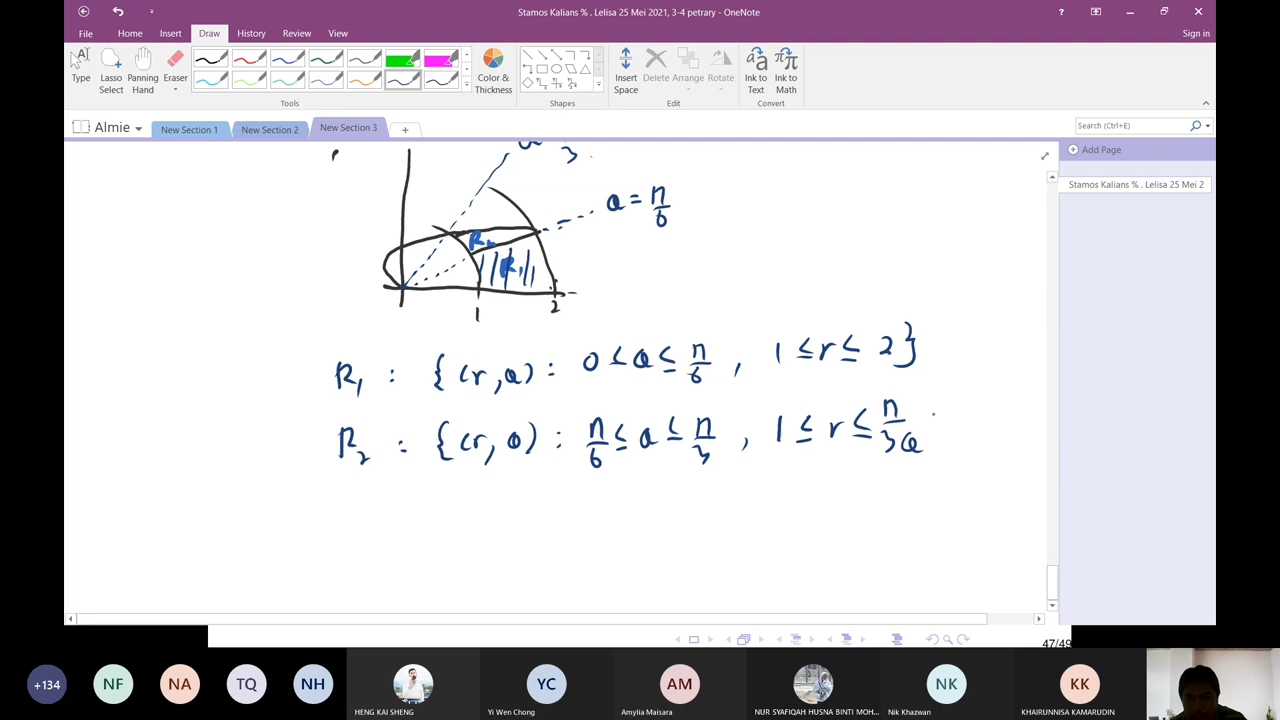 Stamos Kalians % . Lelisa 25 Mei 2021, 3-4 petrary - OneNote
File Home Insert Draw History Review View Sign in
Type Lasso Select Panning Hand Eraser Color & Thickness Insert Space Delete Arrange Rotate Ink to Text Ink to Math
Tools Shapes Edit Convert
Almie New Section 1 New Section 2 New Section 3 + Search (Ctrl+E)
Add Page
Stamos Kalians % . Lelisa 25 Mei 2
3
θ = π/6
R₂
R₁
1 2
R₁ : {(r,θ): 0 ≤ θ ≤ π/6 , 1 ≤ r ≤ 2}
R₂ : {(r,θ): π/6 ≤ θ ≤ π/3 , 1 ≤ r ≤ π/3θ
47/49
+134 NF NA TQ NH YC AM NK KK
HENG KAI SHENG Yi Wen Chong Amylia Maisara NUR SYAFIQAH HUSNA BINTI MOH... Nik Khazwan KHAIRUNNISA KAMARUDIN